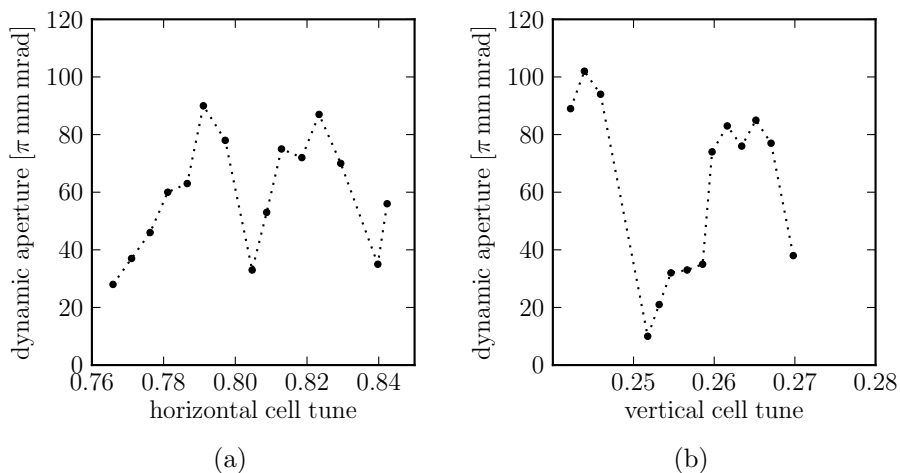 120
100
80
60
40
20
0
dynamic aperture [π mm mrad]
0.76 0.78 0.80 0.82 0.84
horizontal cell tune
(a)
120
100
80
60
40
20
0
dynamic aperture [π mm mrad]
0.25 0.26 0.27 0.28
vertical cell tune
(b)